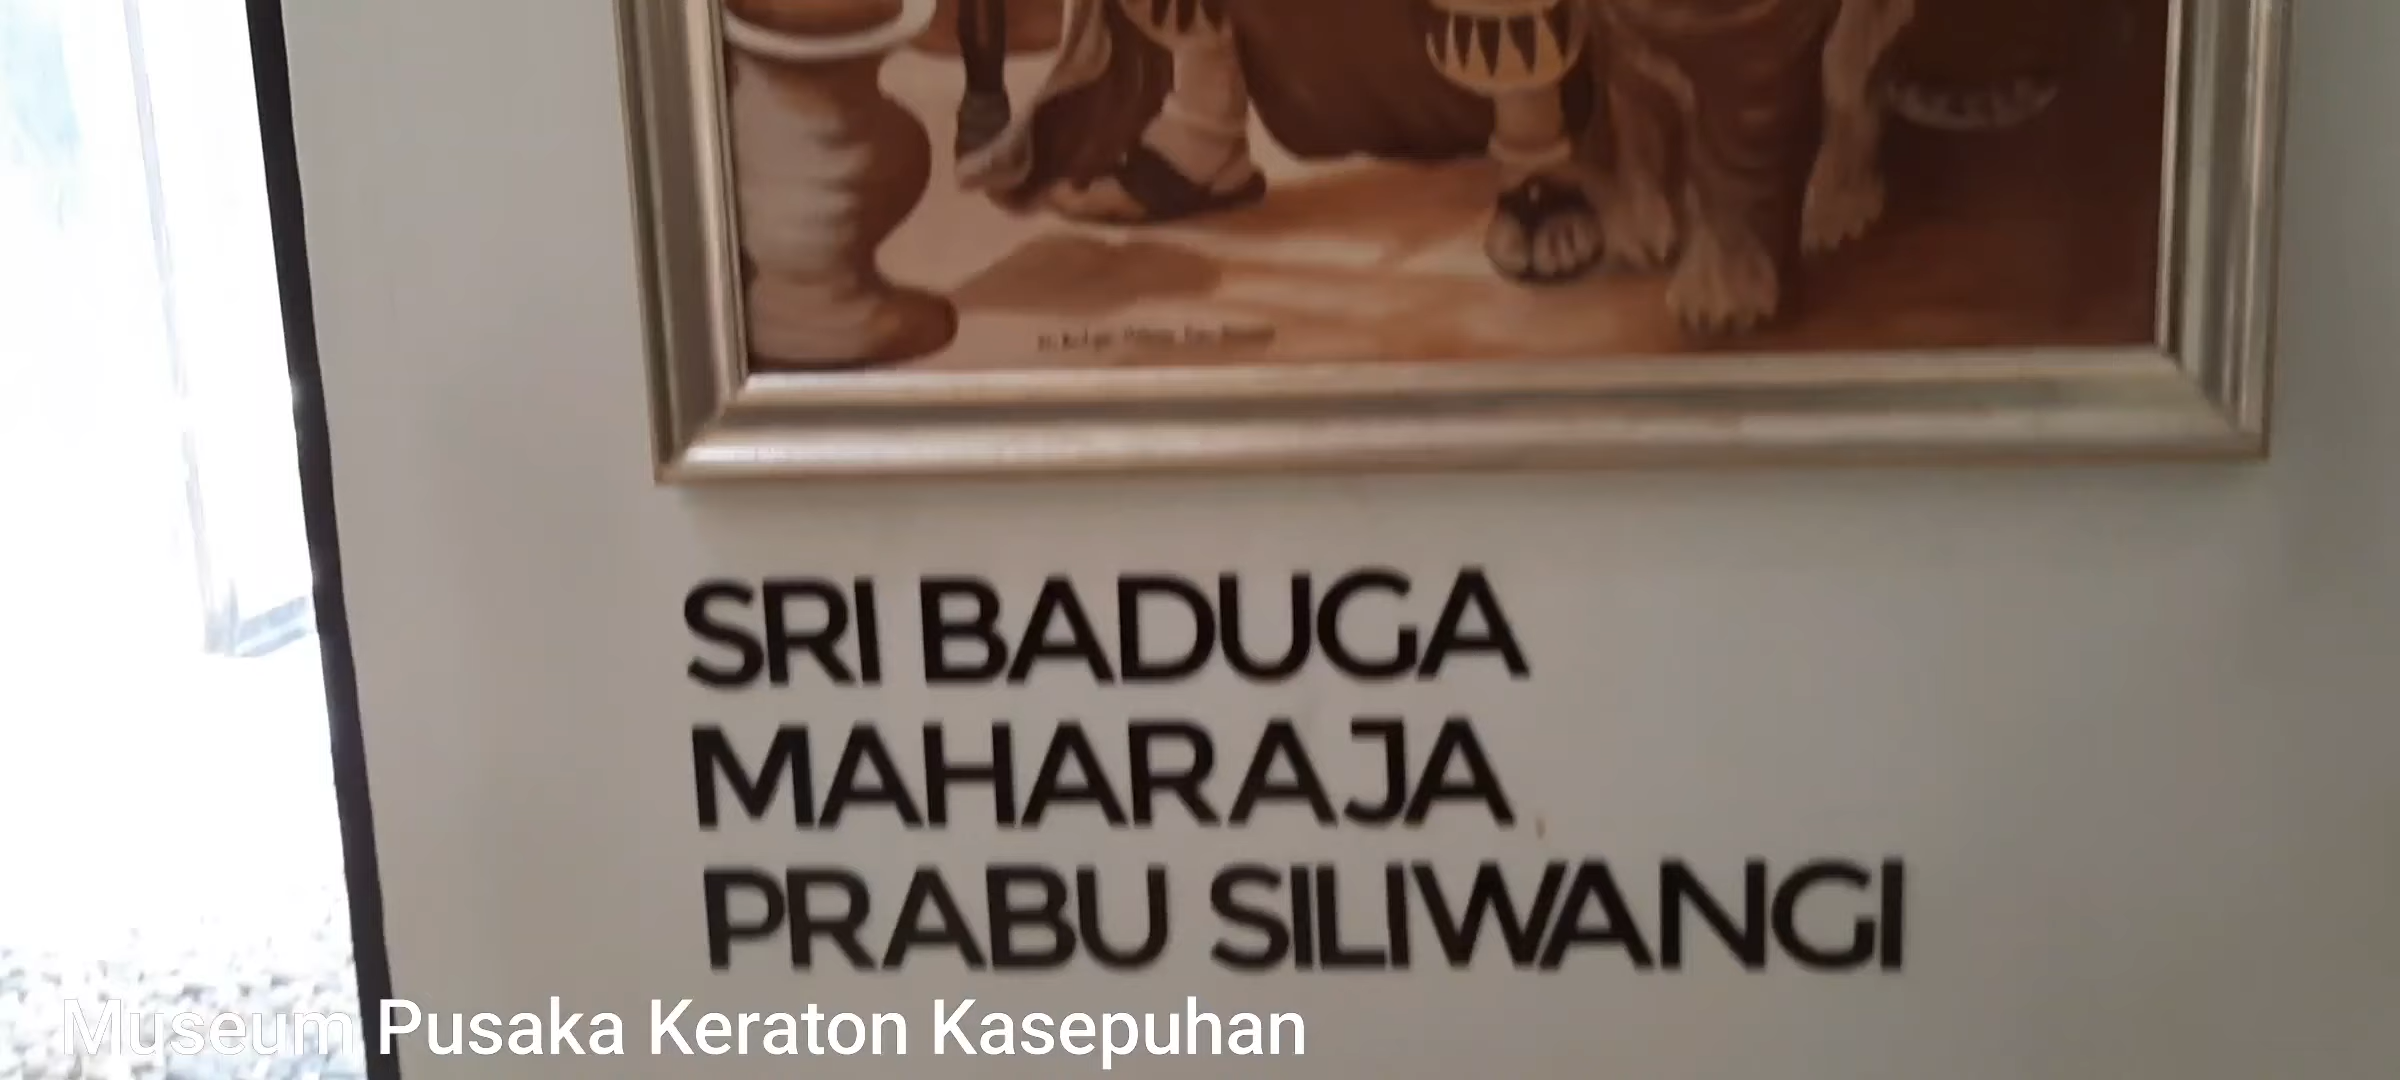 SRI BADUGA
MAHARAJA
PRABU SILIWANGI
Museum Pusaka Keraton Kasepuhan